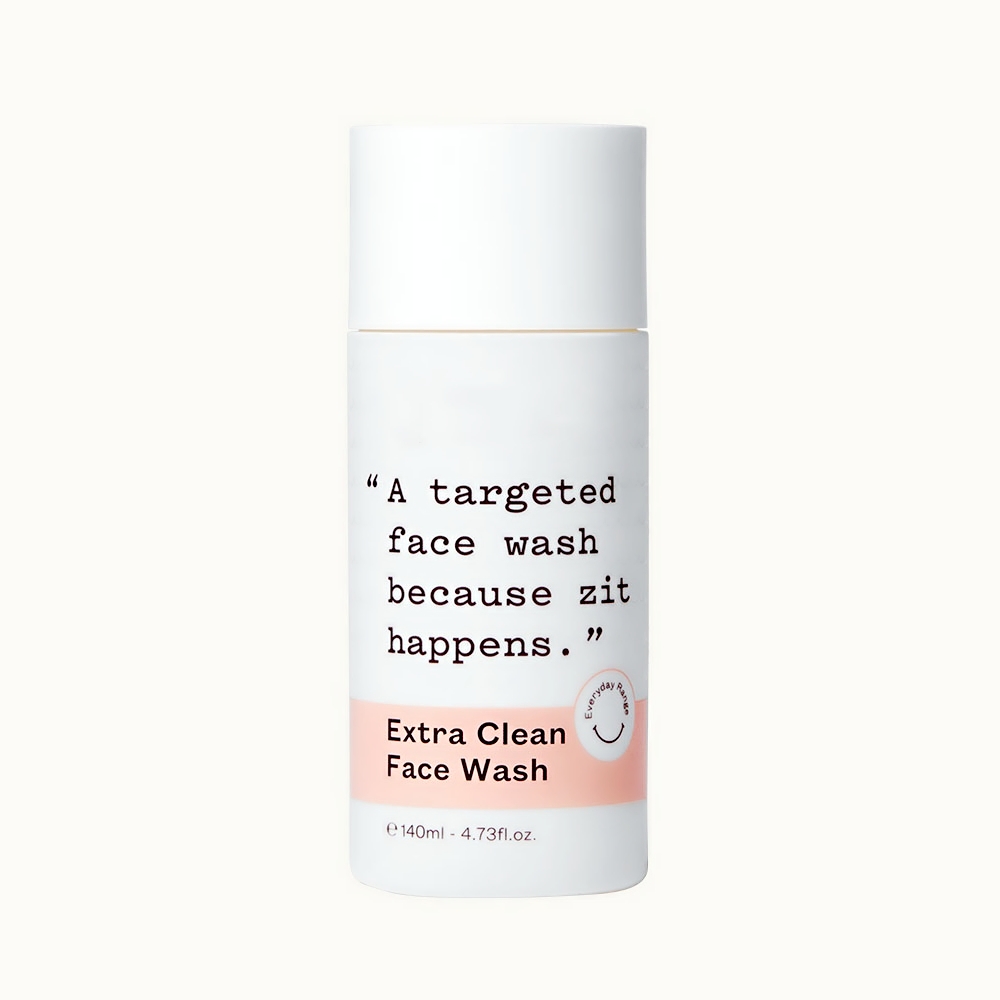 “A targeted
face wash
because zit
happens.”
Everyday Range
Extra Clean
Face Wash
℮ 140ml - 4.73fl.oz.